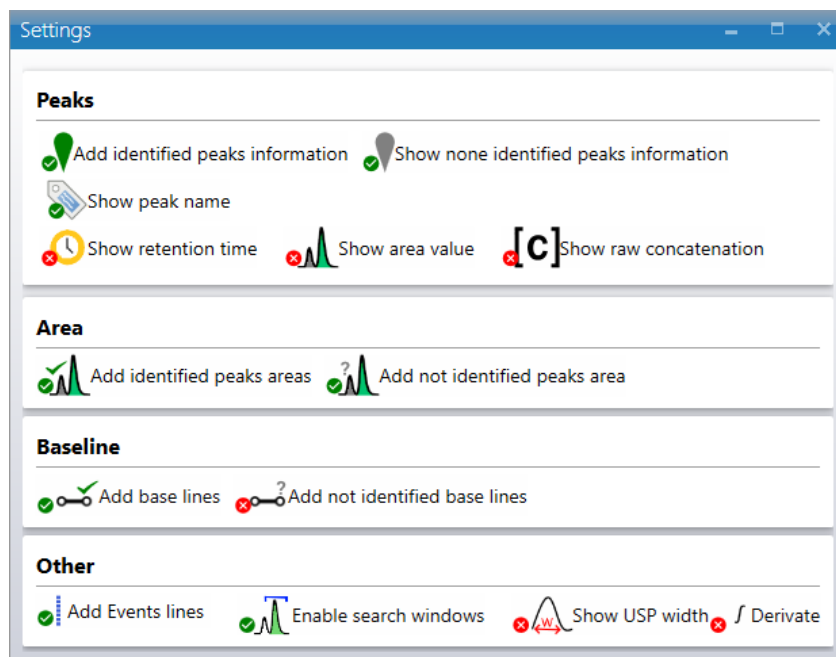 Settings
Peaks
Add identified peaks information Show none identified peaks information
Show peak name
Show retention time Show area value [C] Show raw concatenation
Area
Add identified peaks areas ? Add not identified peaks area
Baseline
Add base lines ? Add not identified base lines
Other
Add Events lines Enable search windows W Show USP width ∫ Derivate